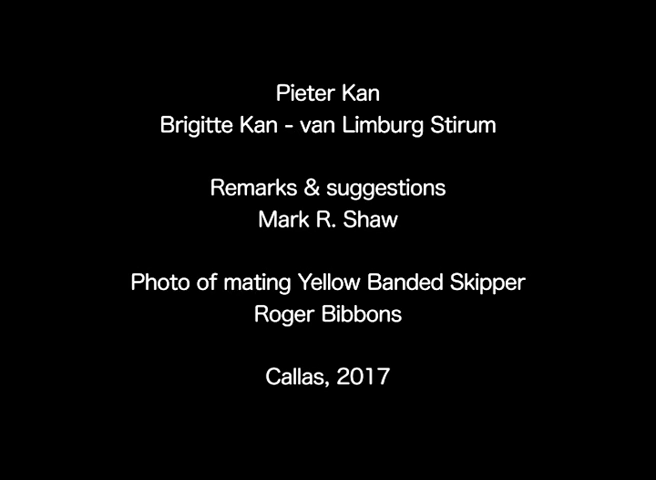 Pieter Kan
Brigitte Kan - van Limburg Stirum
Remarks & suggestions
Mark R. Shaw
Photo of mating Yellow Banded Skipper
Roger Bibbons
Callas, 2017